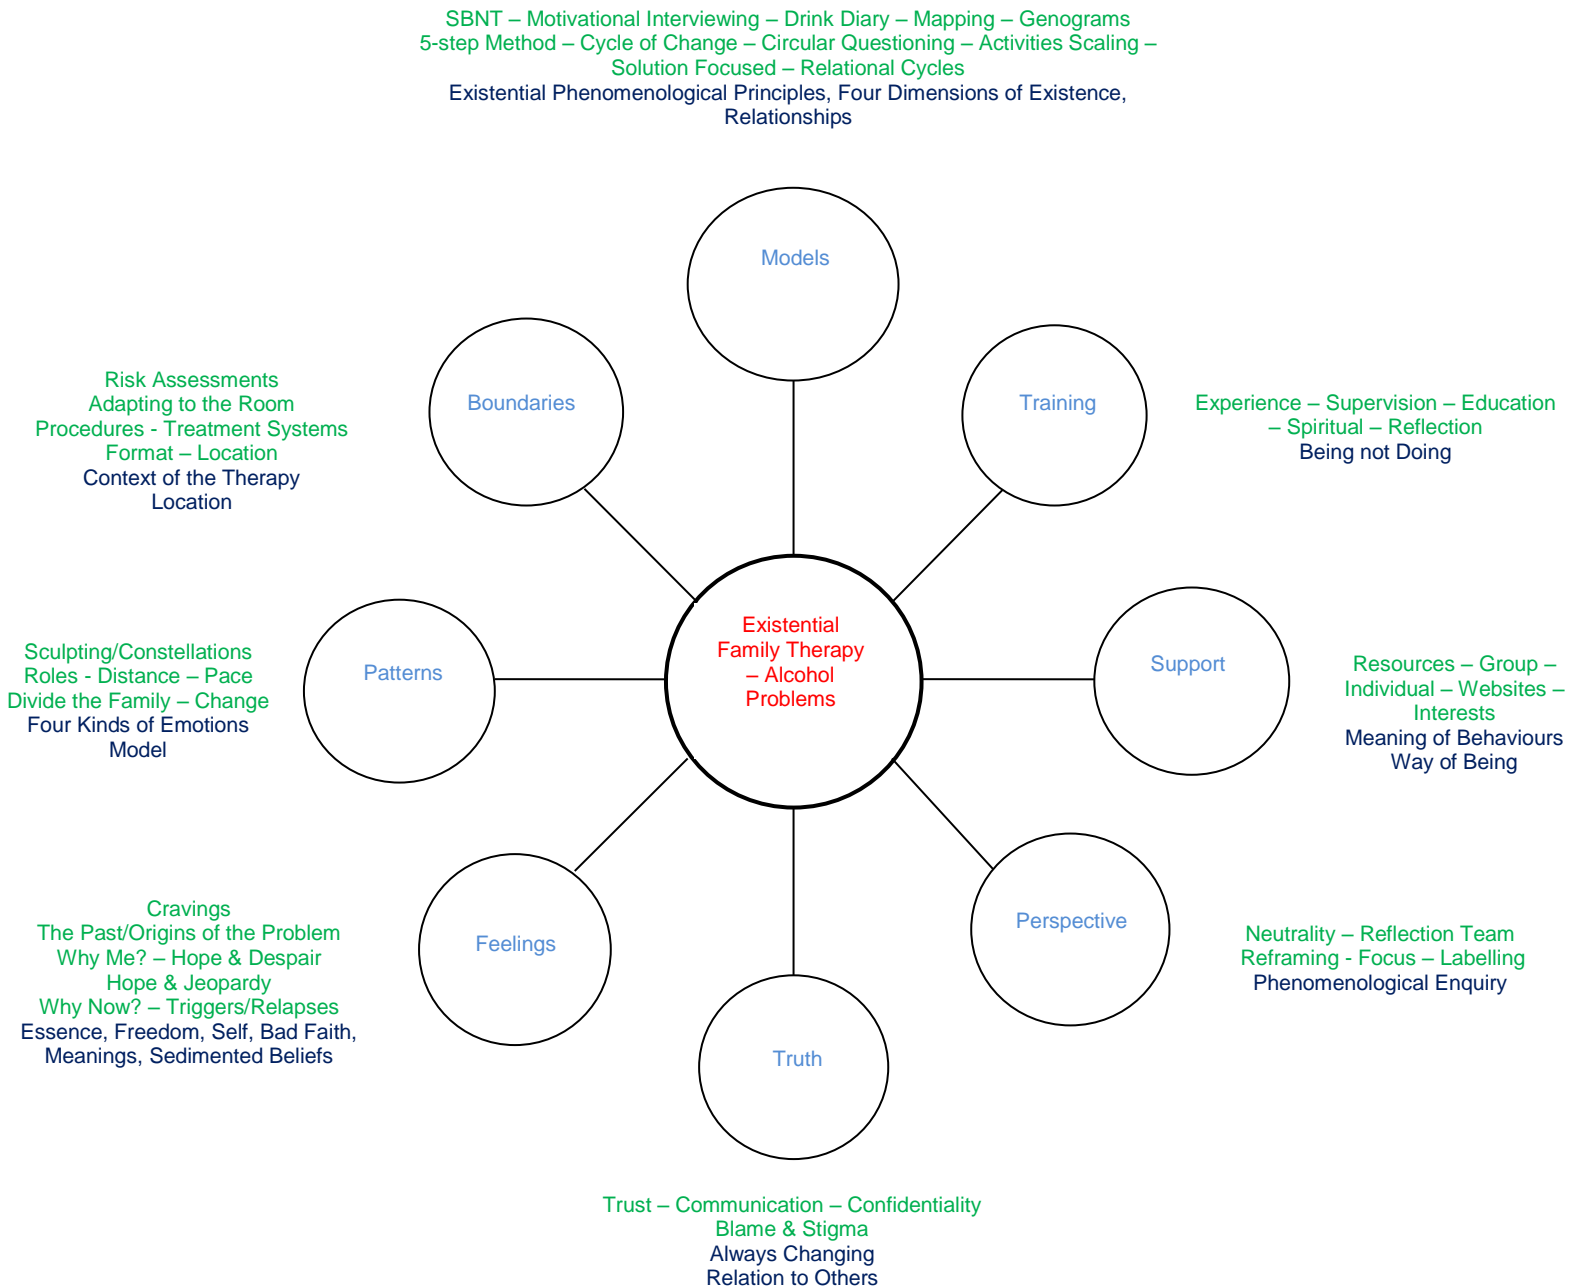 SBNT – Motivational Interviewing – Drink Diary – Mapping – Genograms
5-step Method – Cycle of Change – Circular Questioning – Activities Scaling –
Solution Focused – Relational Cycles
Existential Phenomenological Principles, Four Dimensions of Existence,
Relationships
Models
Boundaries
Risk Assessments
Adapting to the Room
Procedures - Treatment Systems
Format – Location
Context of the Therapy
Location
Training
Experience – Supervision – Education
– Spiritual – Reflection
Being not Doing
Existential
Family Therapy
– Alcohol
Problems
Patterns
Sculpting/Constellations
Roles - Distance – Pace
Divide the Family – Change
Four Kinds of Emotions
Model
Support
Resources – Group –
Individual – Websites –
Interests
Meaning of Behaviours
Way of Being
Feelings
Cravings
The Past/Origins of the Problem
Why Me? – Hope & Despair
Hope & Jeopardy
Why Now? – Triggers/Relapses
Essence, Freedom, Self, Bad Faith,
Meanings, Sedimented Beliefs
Perspective
Neutrality – Reflection Team
Reframing - Focus – Labelling
Phenomenological Enquiry
Truth
Trust – Communication – Confidentiality
Blame & Stigma
Always Changing
Relation to Others